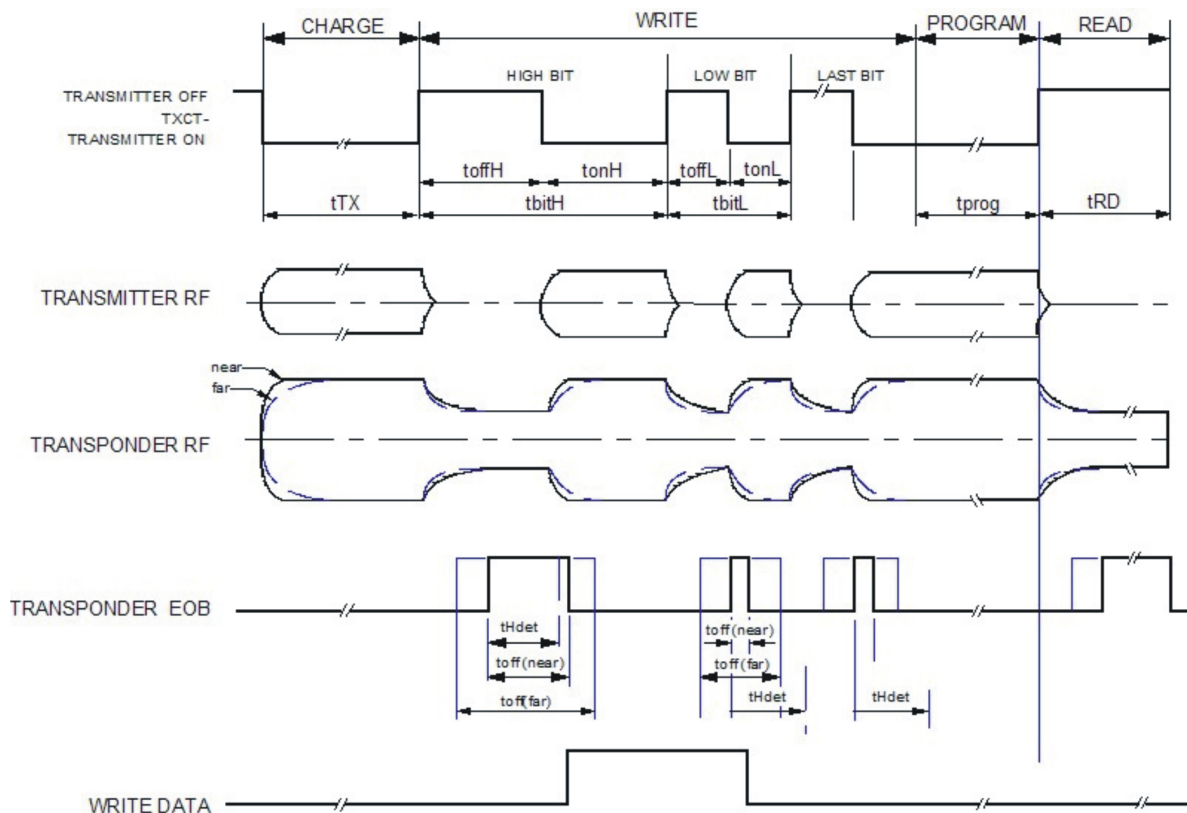 CHARGE WRITE PROGRAM READ
HIGH BIT LOW BIT LAST BIT
TRANSMITTER OFF
TXCT-
TRANSMITTER ON
toffH tonH toffL tonL
tTX tbitH tbitL tprog tRD
TRANSMITTER RF
near
far
TRANSPONDER RF
TRANSPONDER EOB
tHdet toff(near)
toff(near) toff(far)
toff(far) tHdet tHdet
WRITE DATA